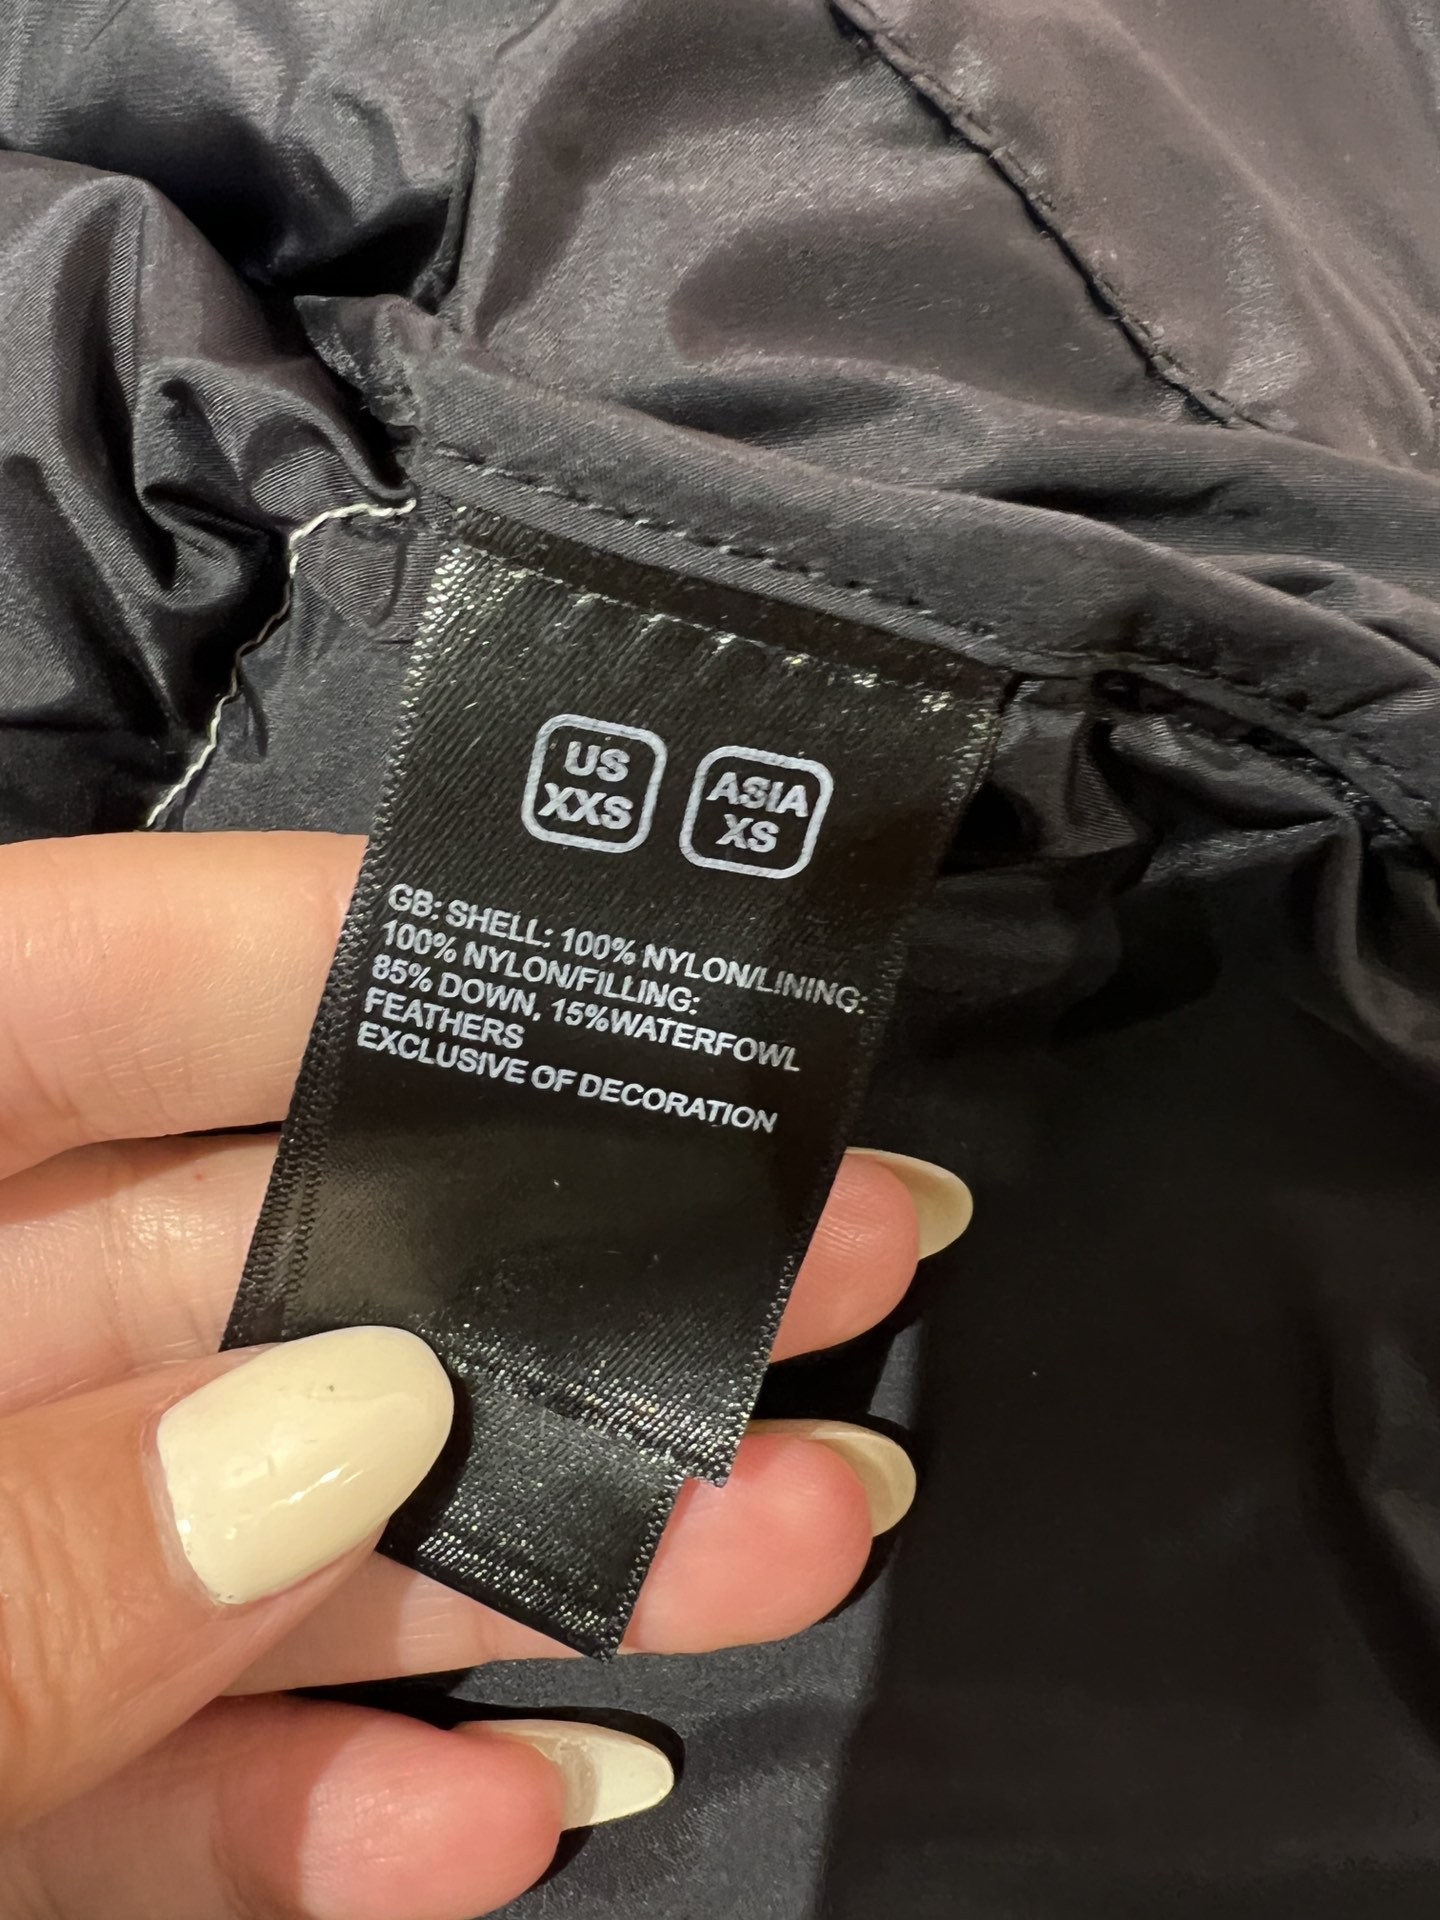 US
XXS
ASIA
XS
GB: SHELL: 100% NYLON/LINING:
100% NYLON/FILLING:
85% DOWN, 15%WATERFOWL
FEATHERS
EXCLUSIVE OF DECORATION